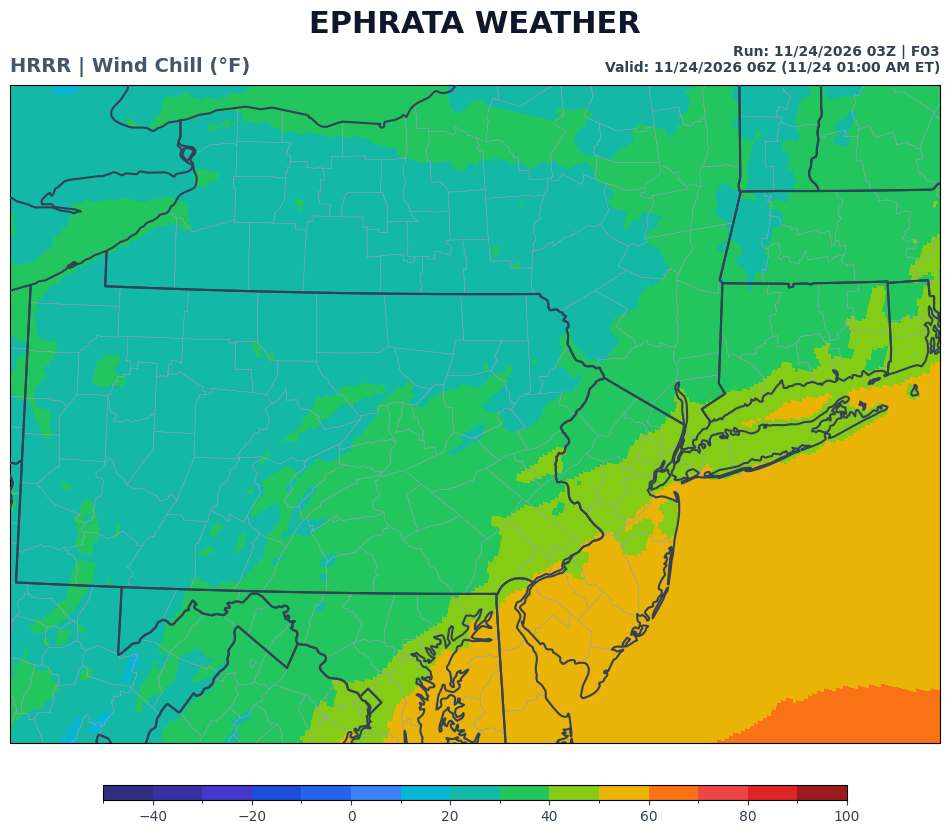 EPHRATA WEATHER
HRRR | Wind Chill (°F)
Run: 11/24/2026 03Z | F03
Valid: 11/24/2026 06Z (11/24 01:00 AM ET)
−40 −20 0 20 40 60 80 100